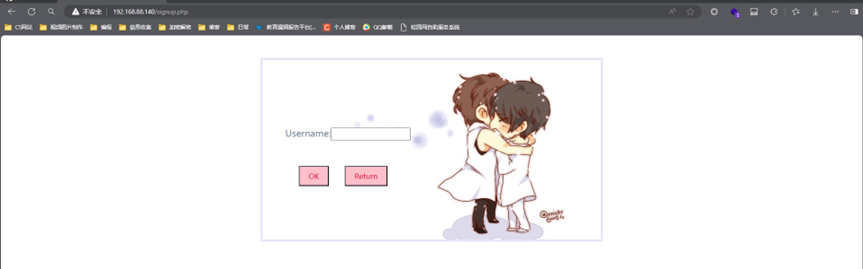 不安全 192.168.88.140/signup.php
CS网站 编程 信息收集 加密解密 博客 日常 教育漏洞报告平台(... 个人博客 QQ邮箱 校园网自助服务系统
Username:
OK Return